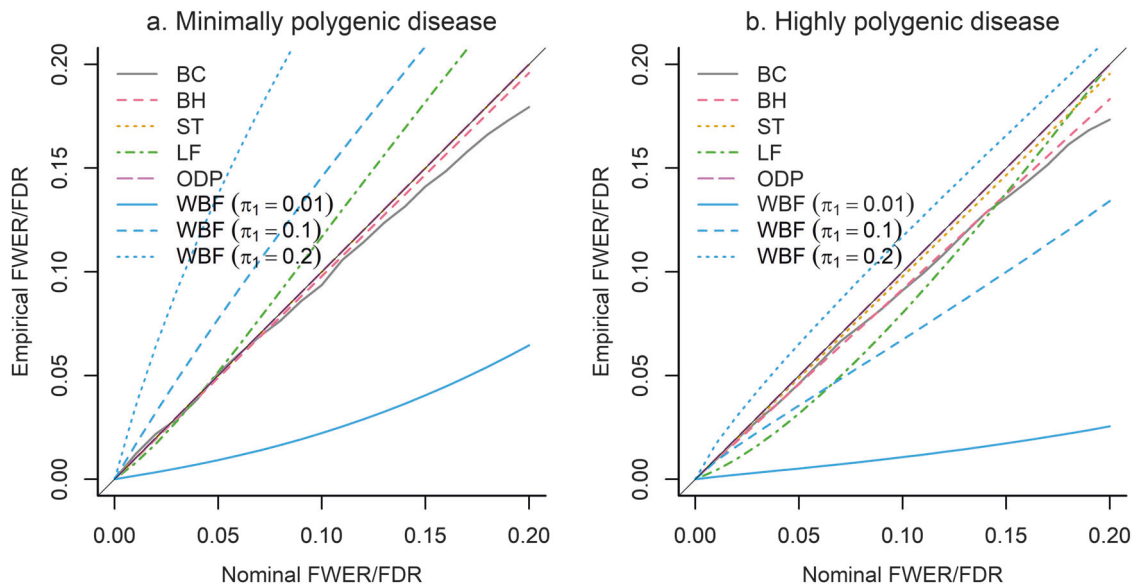 a. Minimally polygenic disease
Empirical FWER/FDR
0.20
0.15
0.10
0.05
0.00
BC
BH
ST
LF
ODP
WBF (π₁ = 0.01)
WBF (π₁ = 0.1)
WBF (π₁ = 0.2)
0.00 0.05 0.10 0.15 0.20
Nominal FWER/FDR
b. Highly polygenic disease
Empirical FWER/FDR
0.20
0.15
0.10
0.05
0.00
BC
BH
ST
LF
ODP
WBF (π₁ = 0.01)
WBF (π₁ = 0.1)
WBF (π₁ = 0.2)
0.00 0.05 0.10 0.15 0.20
Nominal FWER/FDR